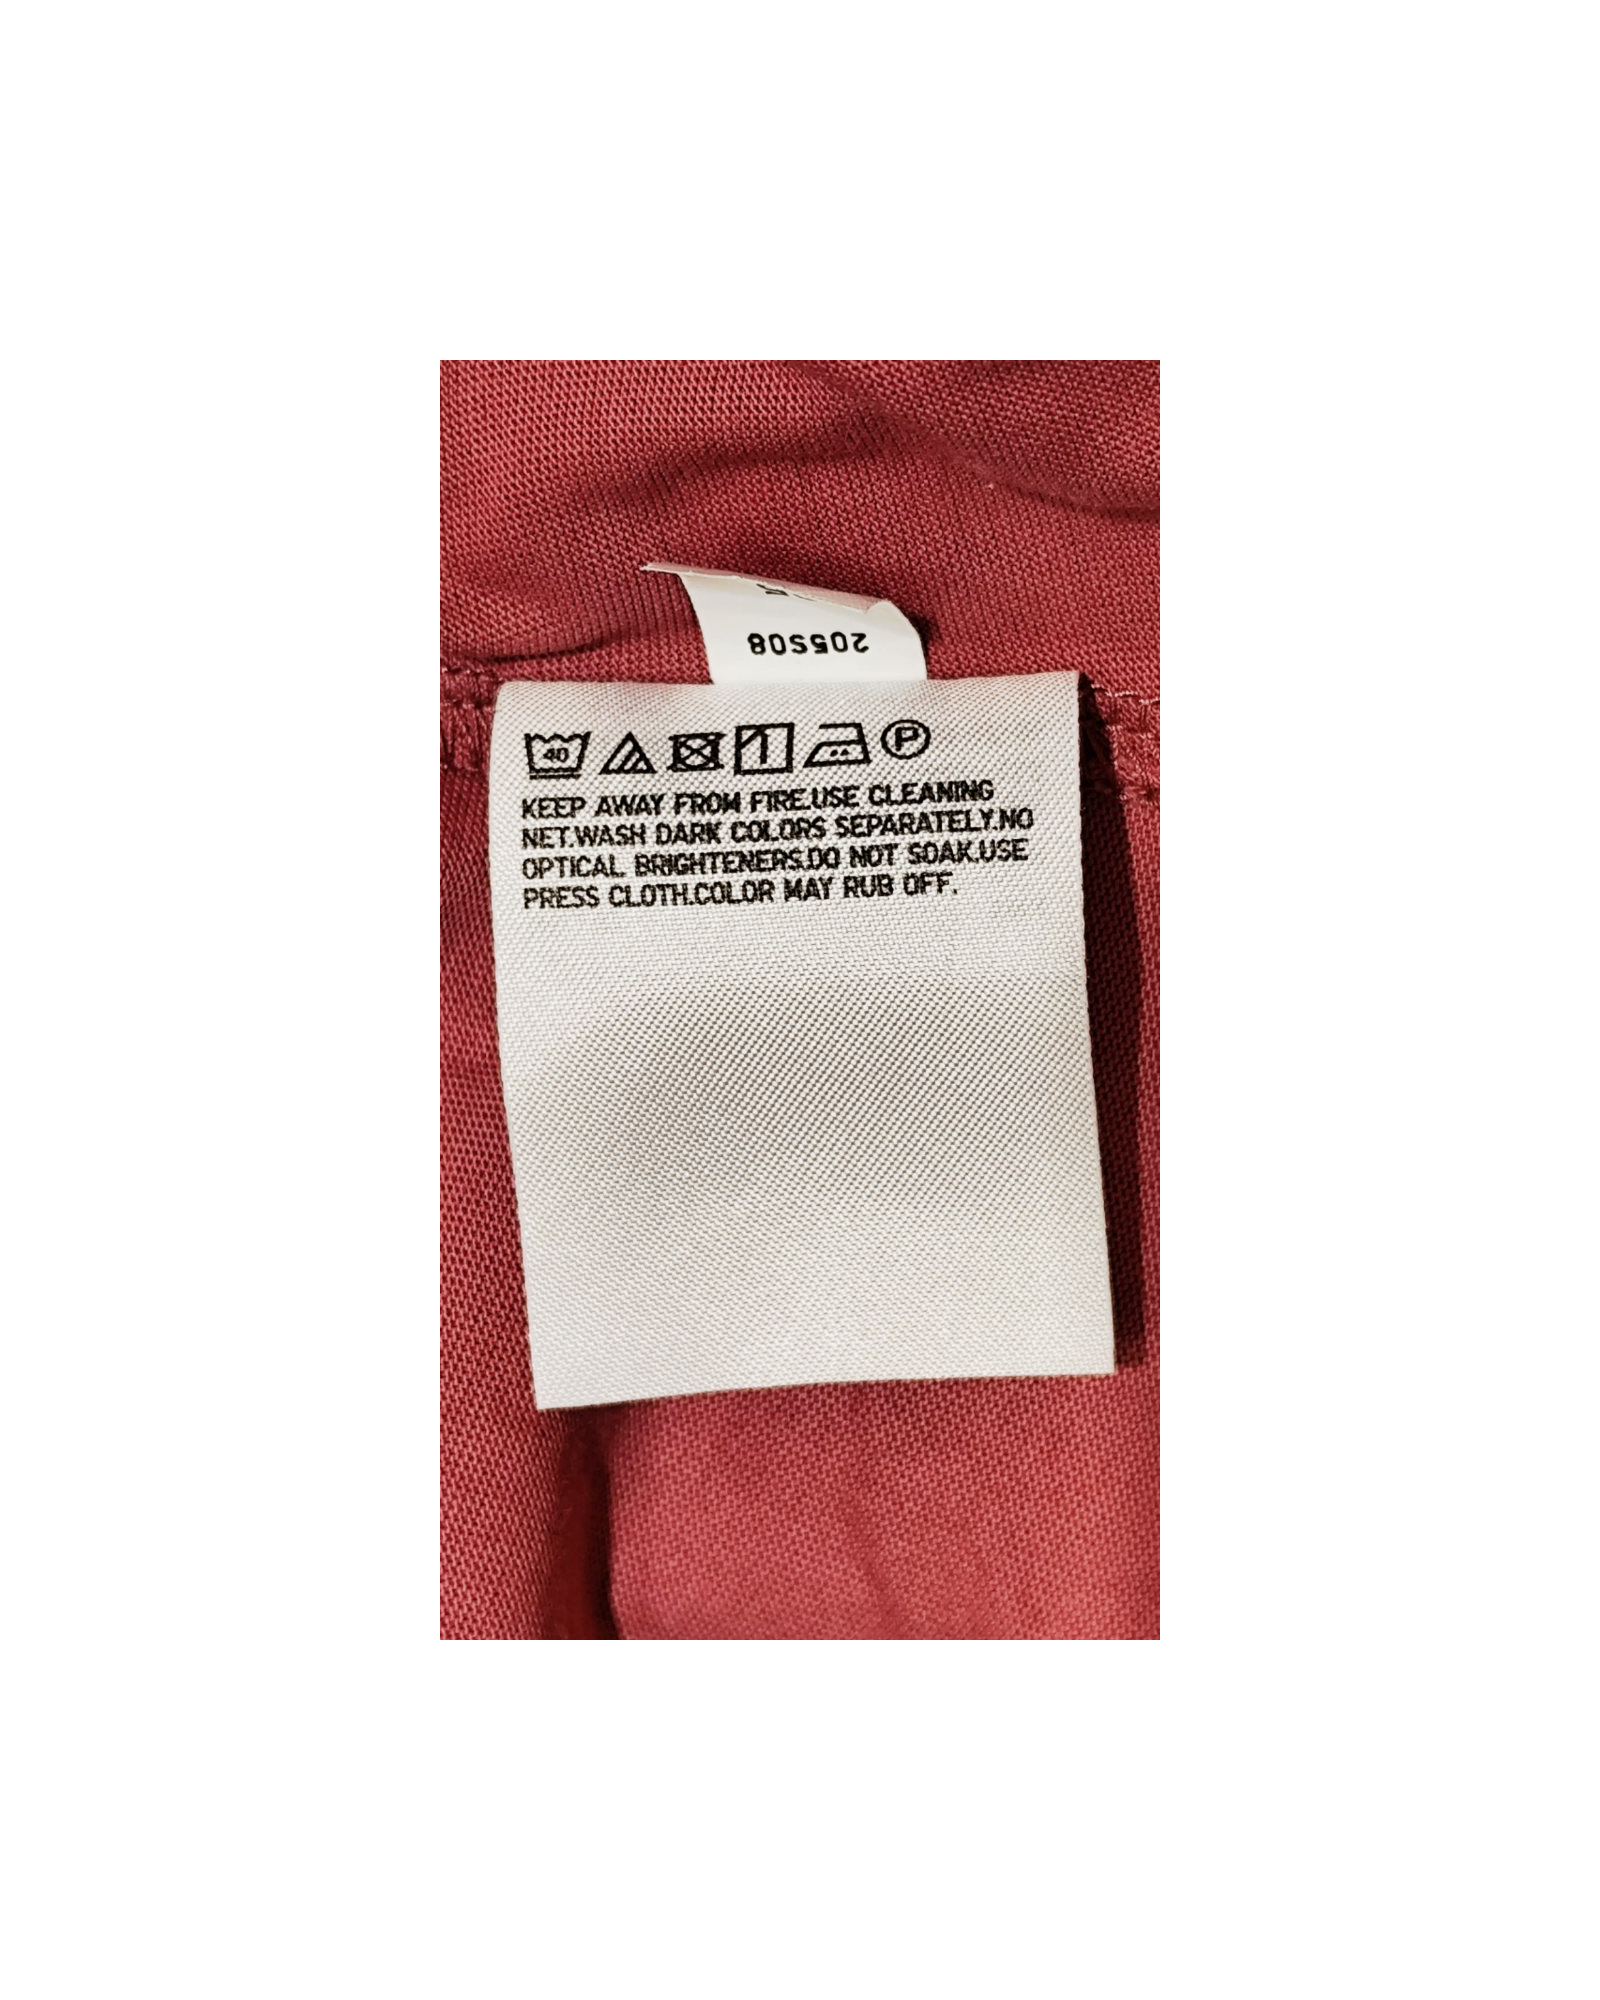 205S08
40
P
KEEP AWAY FROM FIRE.USE CLEANING
NET.WASH DARK COLORS SEPARATELY.NO
OPTICAL BRIGHTENERS.DO NOT SOAK.USE
PRESS CLOTH.COLOR MAY RUB OFF.